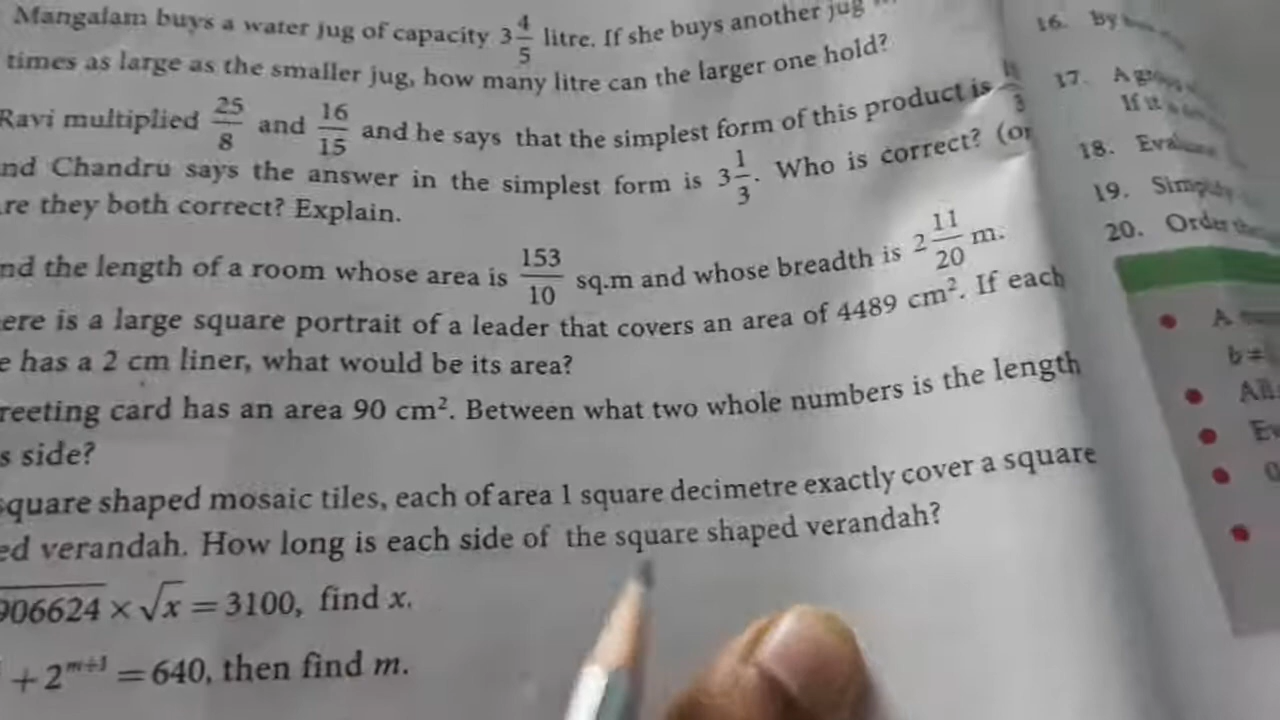 Mangalam buys a water jug of capacity 3 4/5 litre. If she buys another jug
times as large as the smaller jug, how many litre can the larger one hold?
Ravi multiplied 25/8 and 16/15 and he says that the simplest form of this product is
nd Chandru says the answer in the simplest form is 3 1/3. Who is correct? (or
re they both correct? Explain.
nd the length of a room whose area is 153/10 sq.m and whose breadth is 2 11/20 m.
ere is a large square portrait of a leader that covers an area of 4489 cm². If each
e has a 2 cm liner, what would be its area?
reeting card has an area 90 cm². Between what two whole numbers is the length
s side?
square shaped mosaic tiles, each of area 1 square decimetre exactly cover a square
ed verandah. How long is each side of the square shaped verandah?
906624 × √x = 3100, find x.
+ 2^(m+1) = 640, then find m.
16. By
17. A
If it
18.
19. Simplify
20. Order
A
b =
All